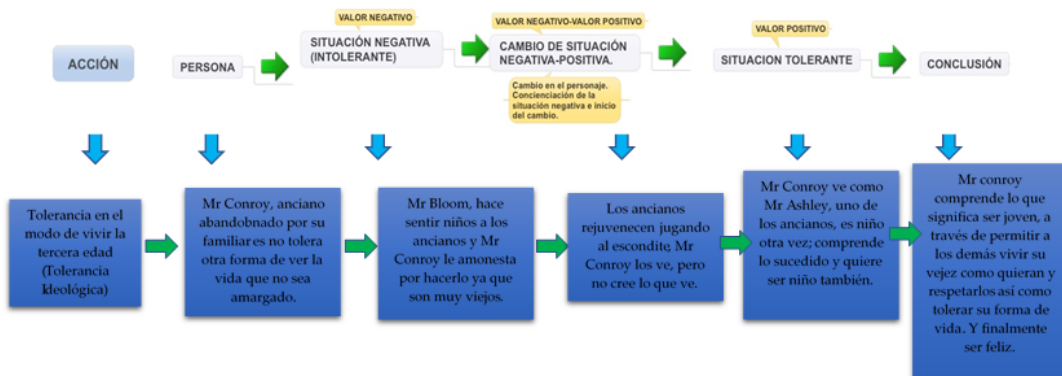 VALOR NEGATIVO
VALOR NEGATIVO-VALOR POSITIVO
VALOR POSITIVO
ACCIÓN
PERSONA
SITUACIÓN NEGATIVA
(INTOLERANTE)
CAMBIO DE SITUACIÓN
NEGATIVA-POSITIVA.
SITUACION TOLERANTE
CONCLUSIÓN
Cambio en el personaje.
Concienciación de la
situación negativa e inicio
del cambio.
Tolerancia en el
modo de vivir la
tercera edad
(Tolerancia
Ideológica)
Mr Conroy, anciano
abandobnado por su
familiar es no tolera
otra forma de ver la
vida que no sea
amargado.
Mr Bloom, hace
sentir niños a los
ancianos y Mr
Conroy le amonesta
por hacerlo ya que
son muy viejos.
Los ancianos
rejuvenecen jugando
al escondite, Mr
Conroy los ve, pero
no cree lo que ve.
Mr Conroy ve como
Mr Ashley, uno de
los ancianos, es niño
otra vez; comprende
lo sucedido y quiere
ser niño también.
Mr conroy
comprende lo que
significa ser joven, a
través de permitir a
los demás vivir su
vejez como quieran y
respetarlos así como
tolerar su forma de
vida. Y finalmente
ser feliz.